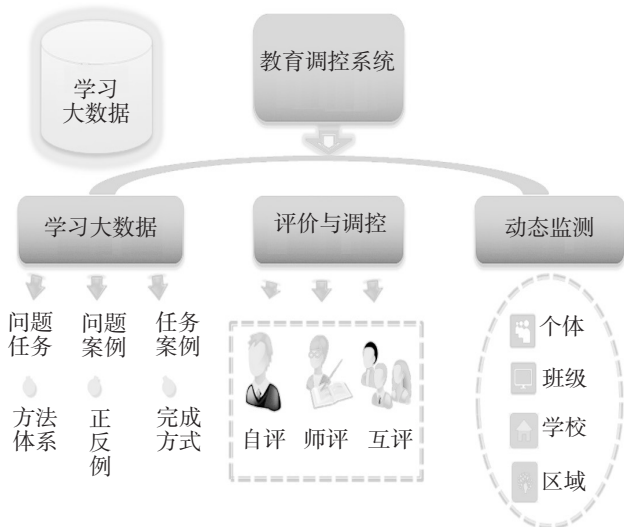 学习
大数据
教育调控系统
学习大数据
评价与调控
动态监测
问题
任务
问题
案例
任务
案例
方法
体系
正
反
例
完成
方式
自评
师评
互评
个体
班级
学校
区域